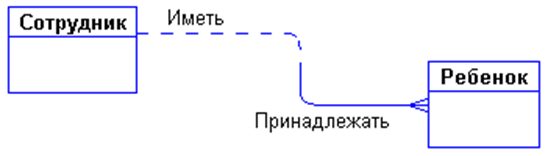 Сотрудник
Иметь
Ребенок
Принадлежать